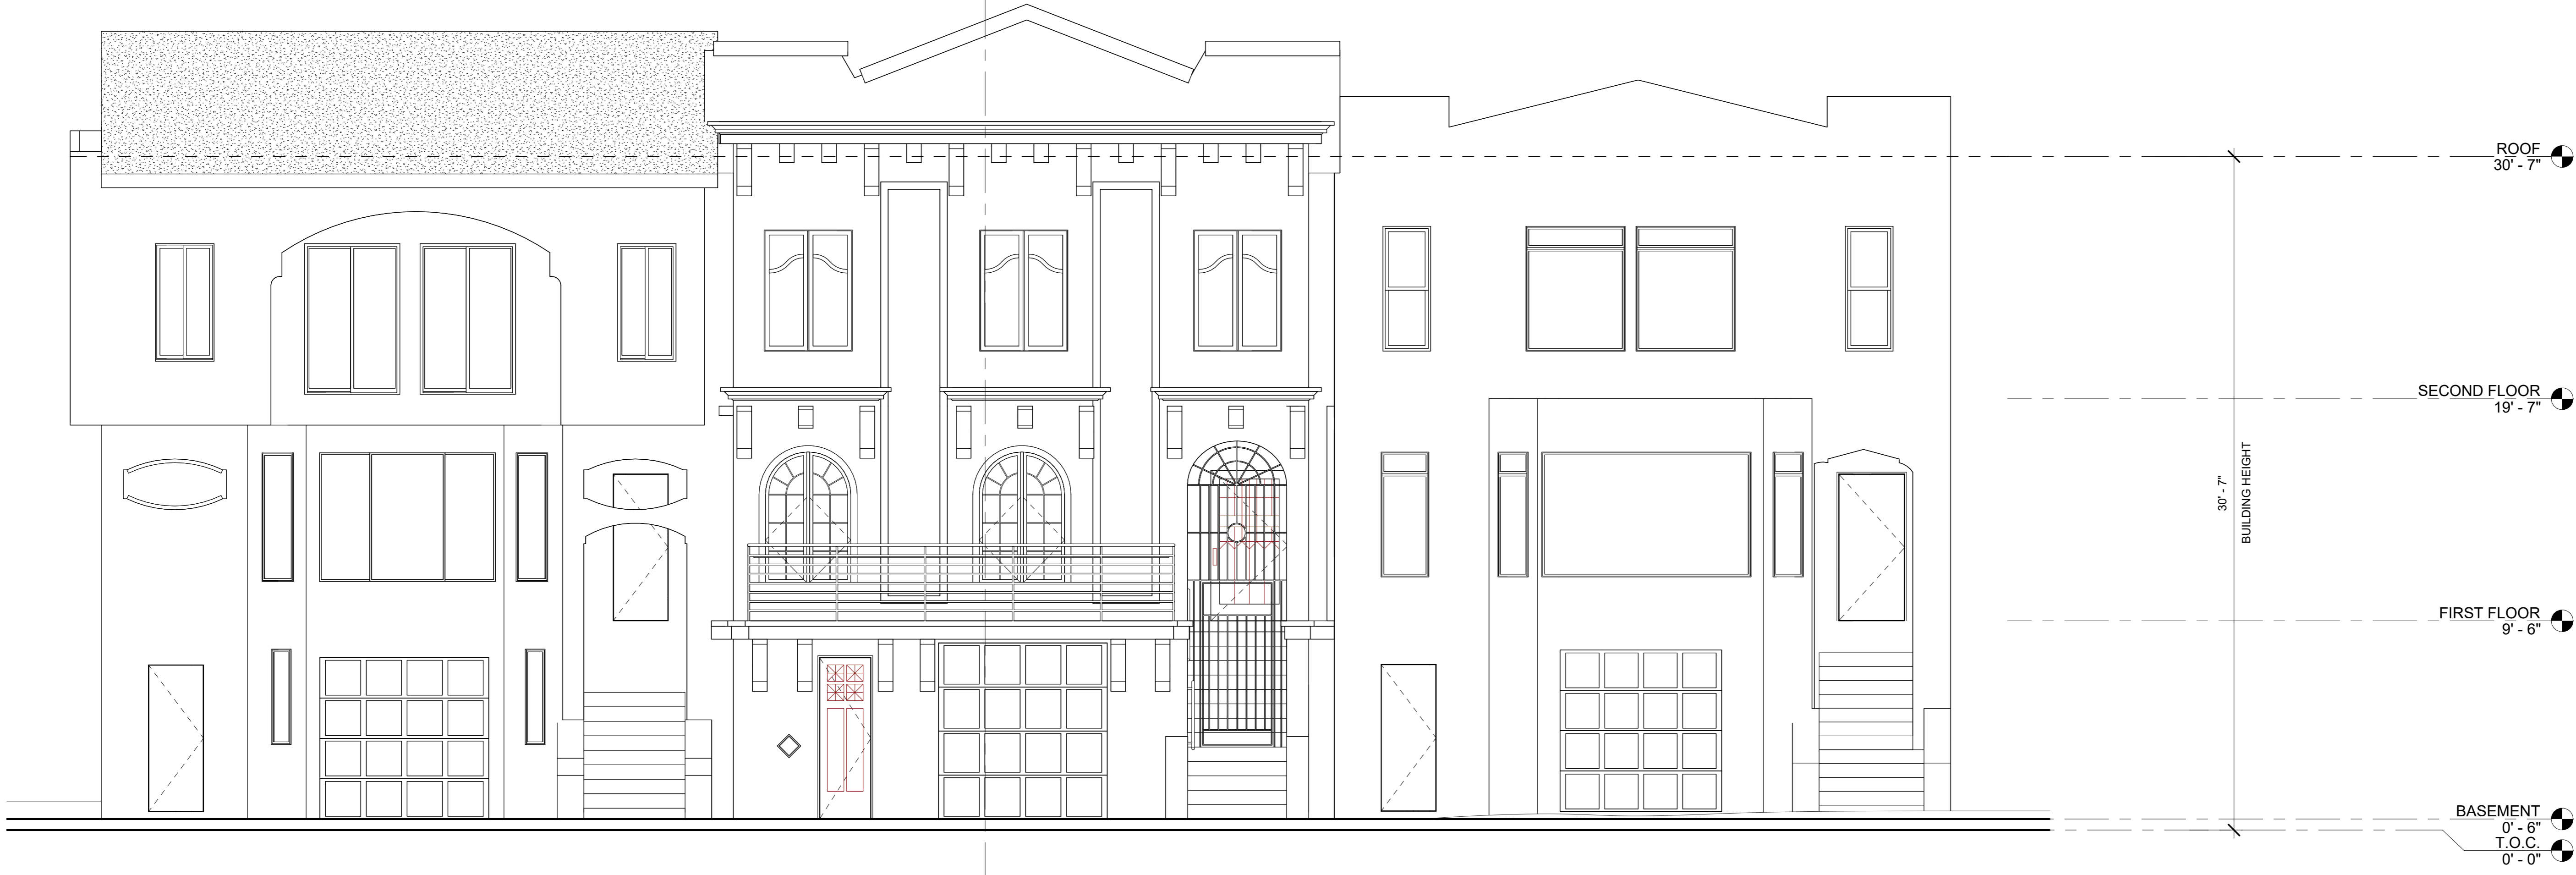 ROOF
30' - 7"
SECOND FLOOR
19' - 7"
30' - 7"
BUILDING HEIGHT
FIRST FLOOR
9' - 6"
BASEMENT
0' - 6"
T.O.C.
0' - 0"